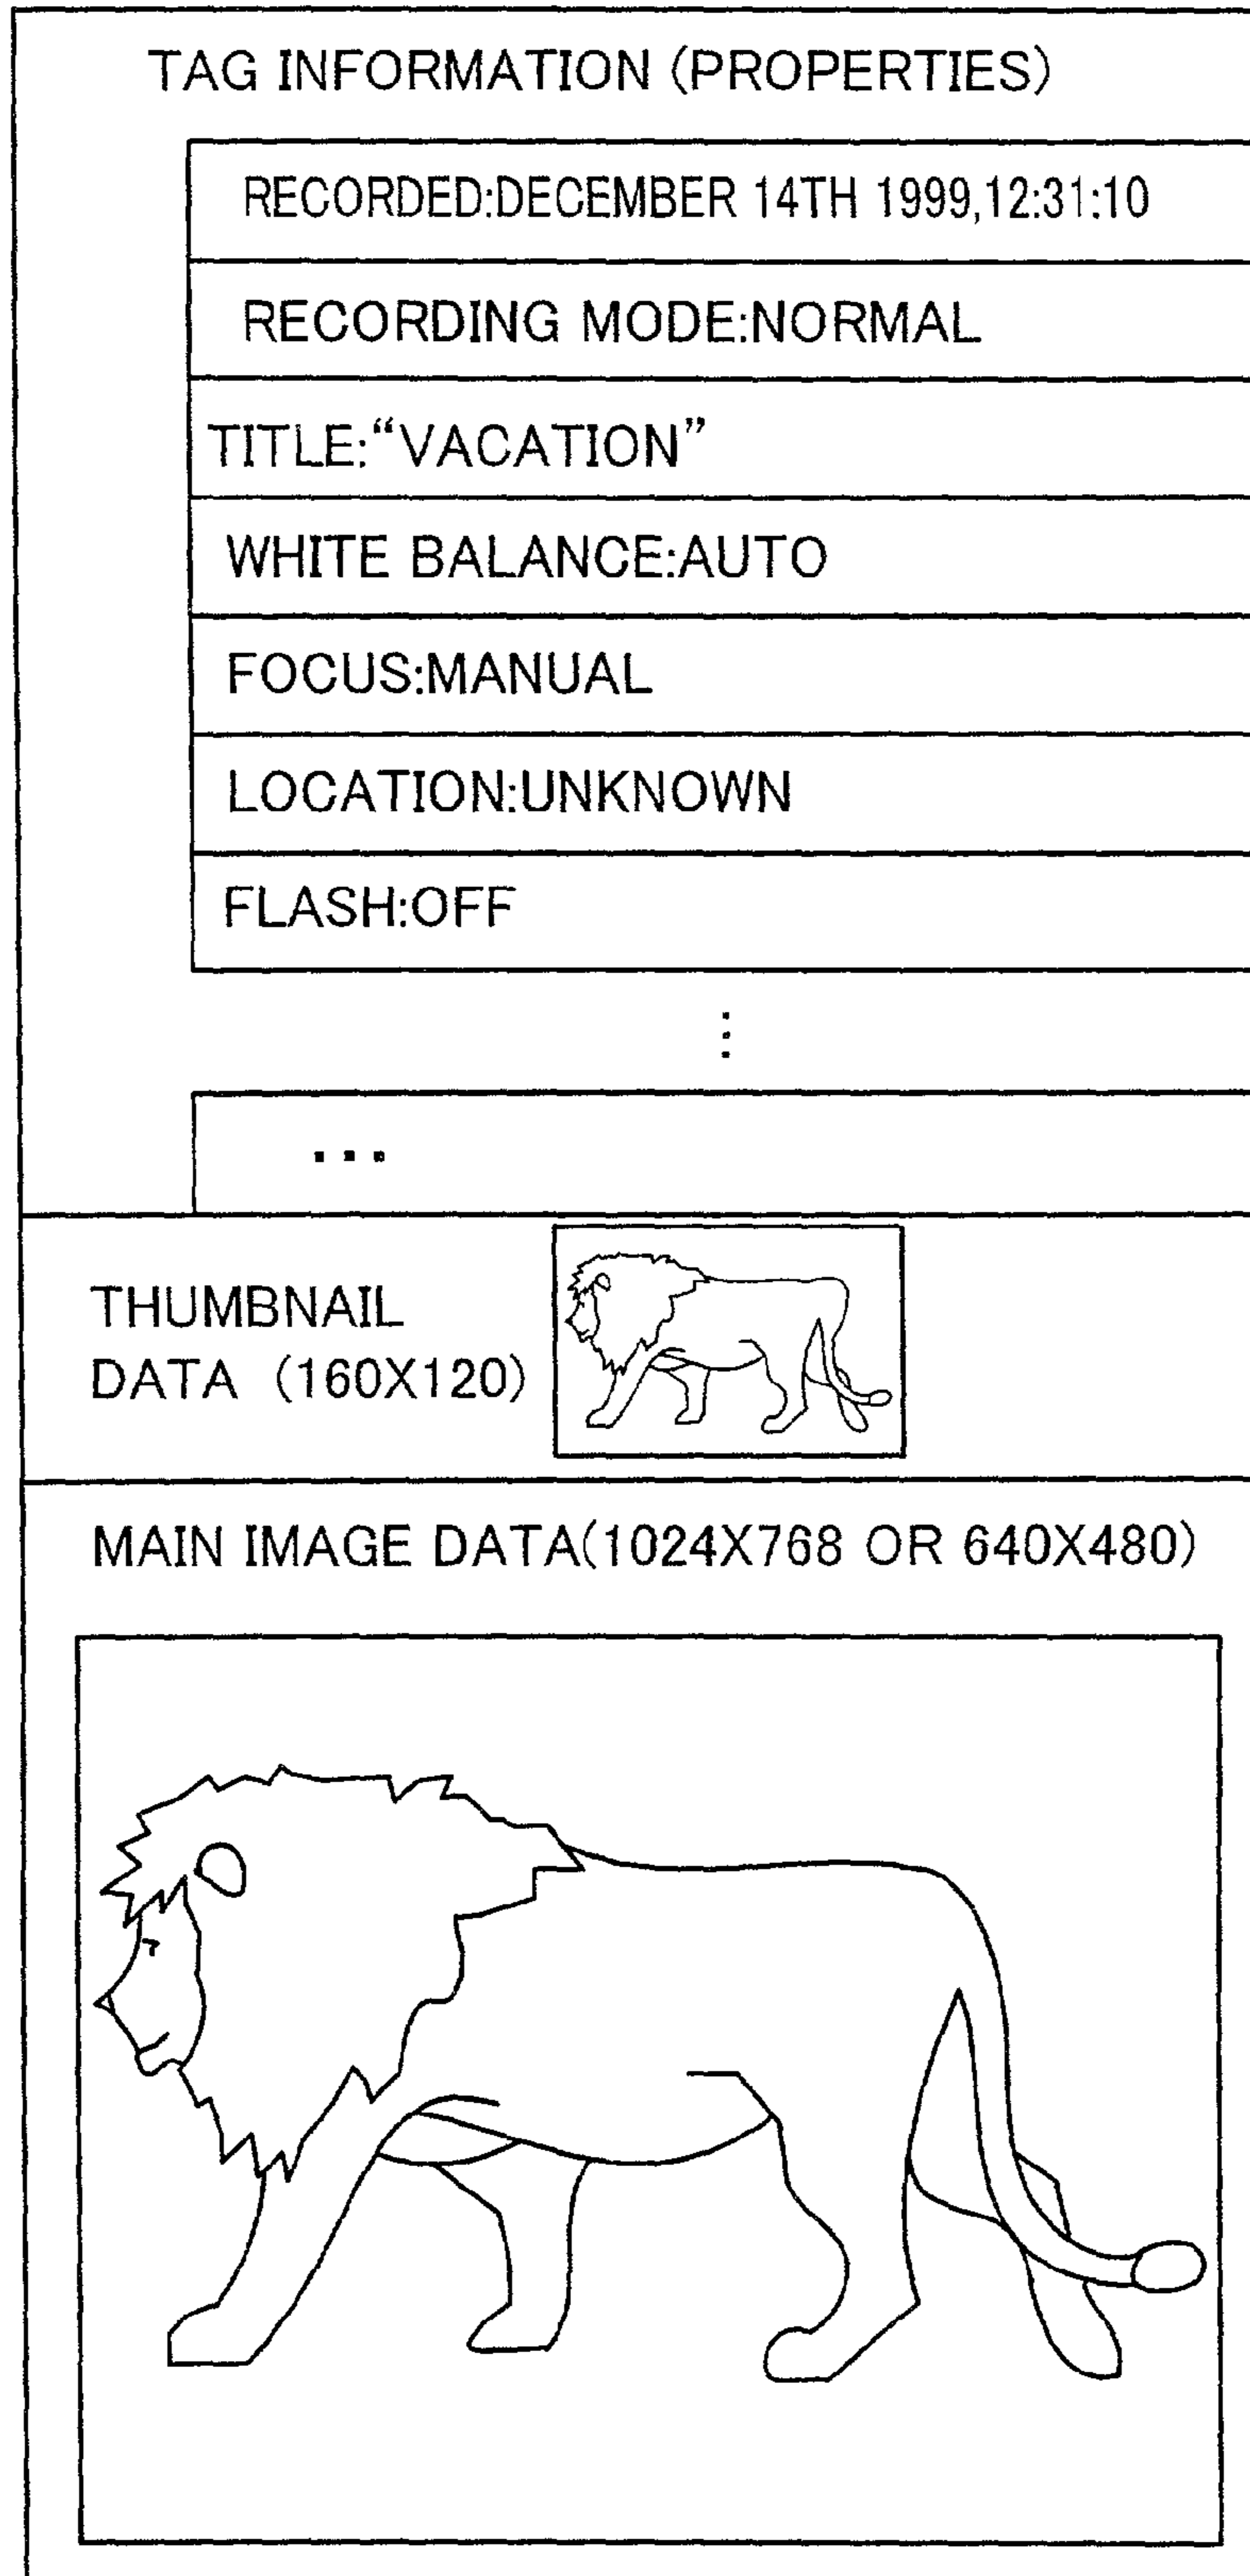 TAG INFORMATION (PROPERTIES)
RECORDED:DECEMBER 14TH 1999,12:31:10
RECORDING MODE:NORMAL
TITLE:“VACATION”
WHITE BALANCE:AUTO
FOCUS:MANUAL
LOCATION:UNKNOWN
FLASH:OFF
⋮
...
THUMBNAIL
DATA (160X120)
MAIN IMAGE DATA(1024X768 OR 640X480)